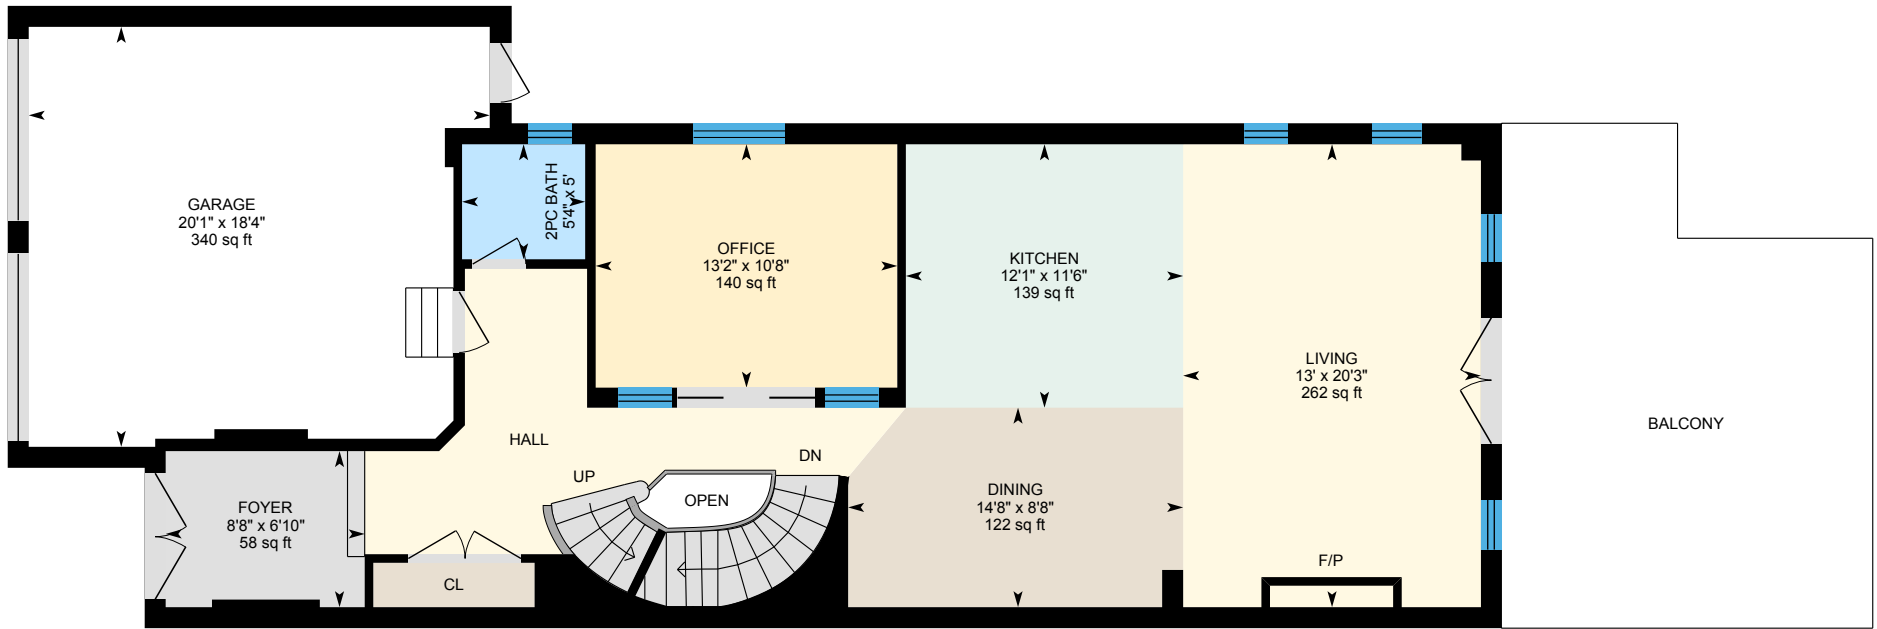 GARAGE
20'1" x 18'4"
340 sq ft
2PC BATH
5'4" x 5'
OFFICE
13'2" x 10'8"
140 sq ft
KITCHEN
12'1" x 11'6"
139 sq ft
LIVING
13' x 20'3"
262 sq ft
BALCONY
HALL
UP
DN
OPEN
DINING
14'8" x 8'8"
122 sq ft
FOYER
8'8" x 6'10"
58 sq ft
CL
F/P